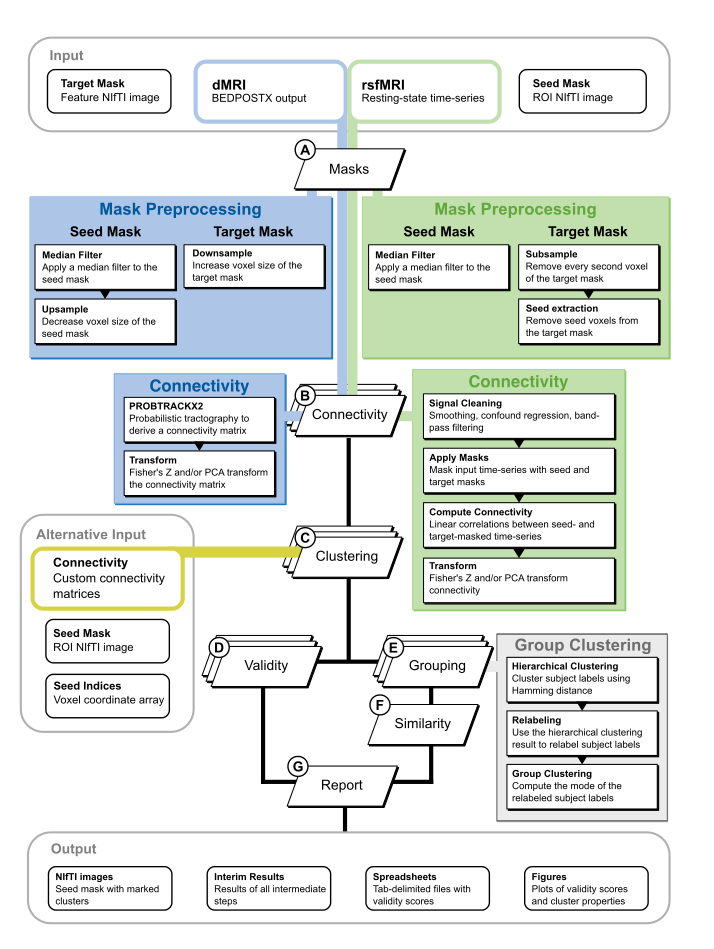 Input
Target Mask
Feature NIfTI image
dMRI
BEDPOSTX output
rsfMRI
Resting-state time-series
Seed Mask
ROI NIfTI image
A
Masks
Mask Preprocessing
Seed Mask
Target Mask
Median Filter
Apply a median filter to the
seed mask
Upsample
Decrease voxel size of the
seed mask
Downsample
Increase voxel size of the
target mask
Mask Preprocessing
Seed Mask
Target Mask
Median Filter
Apply a median filter to the
seed mask
Subsample
Remove every second voxel
of the target mask
Seed extraction
Remove seed voxels from
the target mask
Connectivity
PROBTRACKX2
Probabilistic tractography to
derive a connectivity matrix
Transform
Fisher's Z and/or PCA transform
the connectivity matrix
B
Connectivity
Connectivity
Signal Cleaning
Smoothing, confound regression, band-
pass filtering
Apply Masks
Mask input time-series with seed and
target masks
Compute Connectivity
Linear correlations between seed- and
target-masked time-series
Transform
Fisher's Z and/or PCA transform
connectivity
Alternative Input
Connectivity
Custom connectivity
matrices
Seed Mask
ROI NIfTI image
Seed Indices
Voxel coordinate array
C
Clustering
D
Validity
E
Grouping
F
Similarity
G
Report
Group Clustering
Hierarchical Clustering
Cluster subject labels using
Hamming distance
Relabeling
Use the hierarchical clustering
result to relabel subject labels
Group Clustering
Compute the mode of the
relabeled subject labels
Output
NIfTI images
Seed mask with marked
clusters
Interim Results
Results of all intermediate
steps
Spreadsheets
Tab-delimited files with
validity scores
Figures
Plots of validity scores
and cluster properties